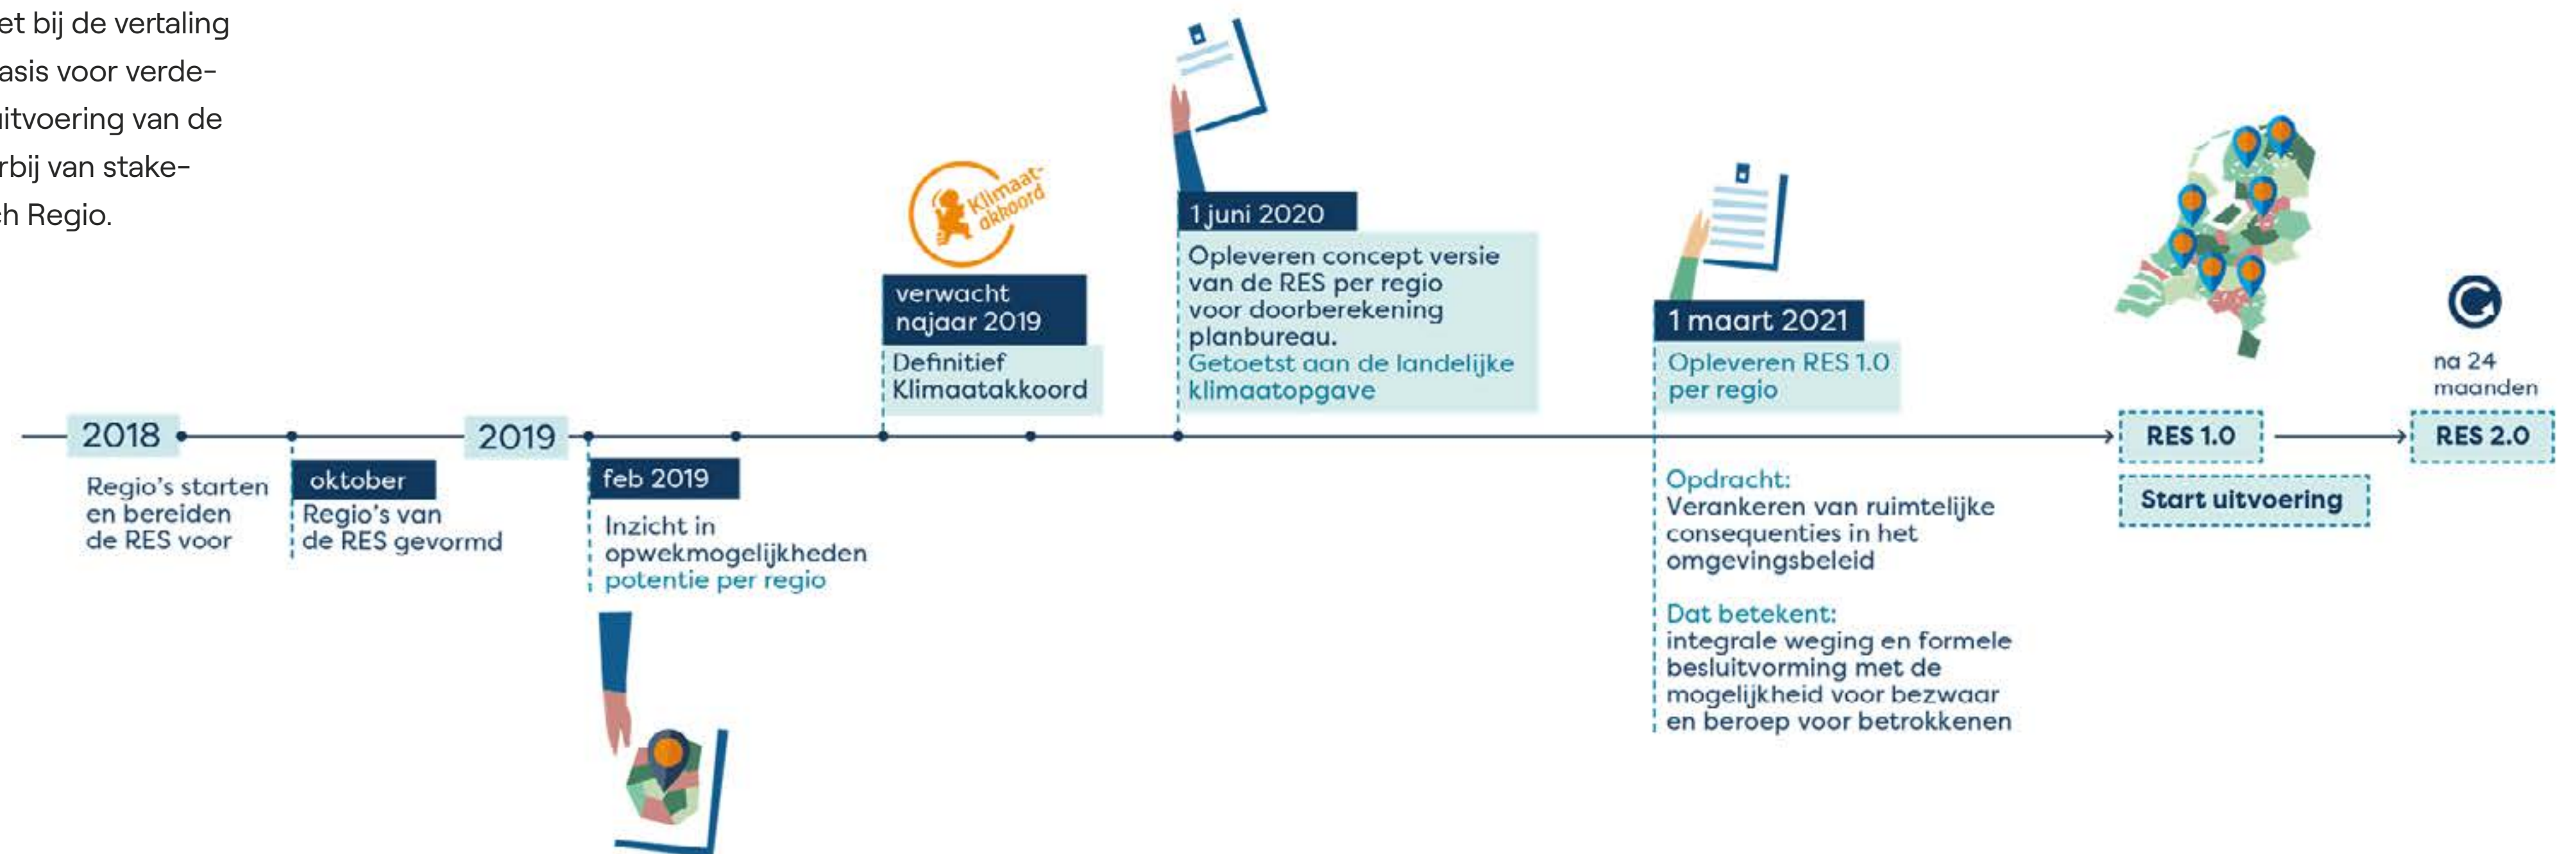 et bij de vertaling
asis voor verde-
uitvoering van de
rbij van stake-
ch Regio.
2018
Regio's starten
en bereiden
de RES voor
oktober
Regio's van
de RES gevormd
2019
feb 2019
Inzicht in
opwekmogelijkheden
potentie per regio
Klimaat-
akkoord
verwacht
najaar 2019
Definitief
Klimaatakkoord
1 juni 2020
Opleveren concept versie
van de RES per regio
voor doorberekening
planbureau.
Getoetst aan de landelijke
klimaatopgave
1 maart 2021
Opleveren RES 1.0
per regio
Opdracht:
Verankeren van ruimtelijke
consequenties in het
omgevingsbeleid
Dat betekent:
integrale weging en formele
besluitvorming met de
mogelijkheid voor bezwaar
en beroep voor betrokkenen
RES 1.0
Start uitvoering
na 24
maanden
RES 2.0